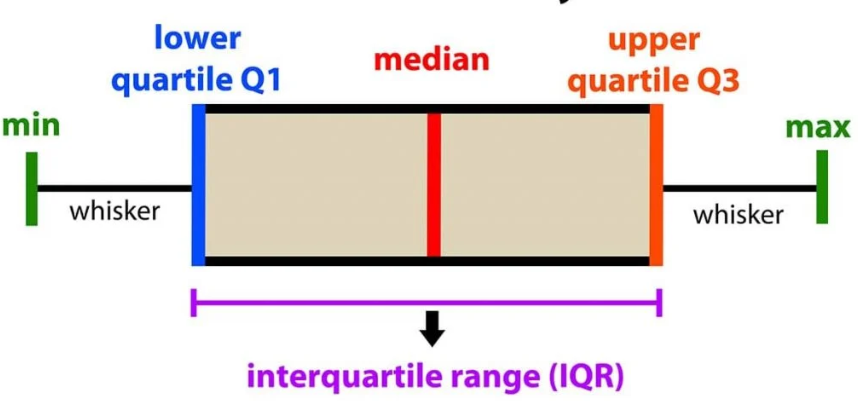 lower
quartile Q1
median
upper
quartile Q3
min
max
whisker
whisker
interquartile range (IQR)